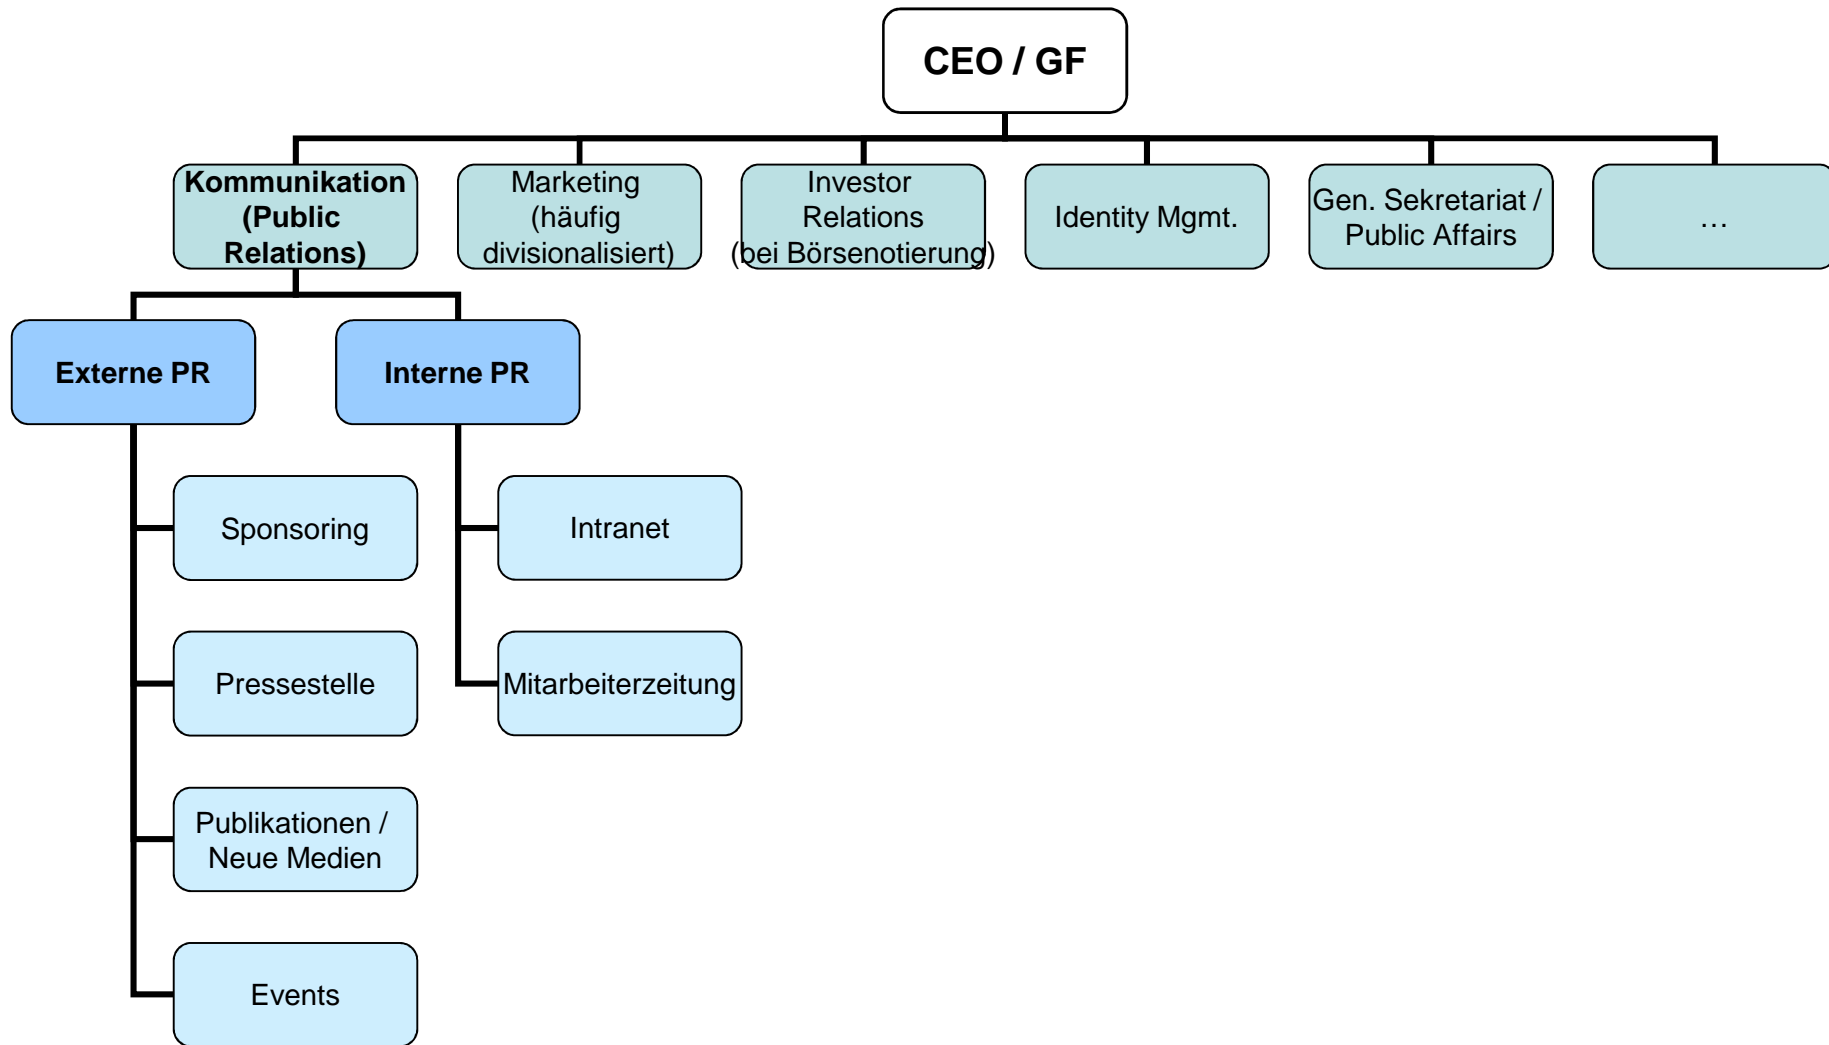 CEO / GF
Kommunikation
(Public
Relations)
Marketing
(häufig
divisionalisiert)
Investor
Relations
(bei Börsenotierung)
Identity Mgmt.
Gen. Sekretariat /
Public Affairs
…
Externe PR
Interne PR
Sponsoring
Intranet
Pressestelle
Mitarbeiterzeitung
Publikationen /
Neue Medien
Events